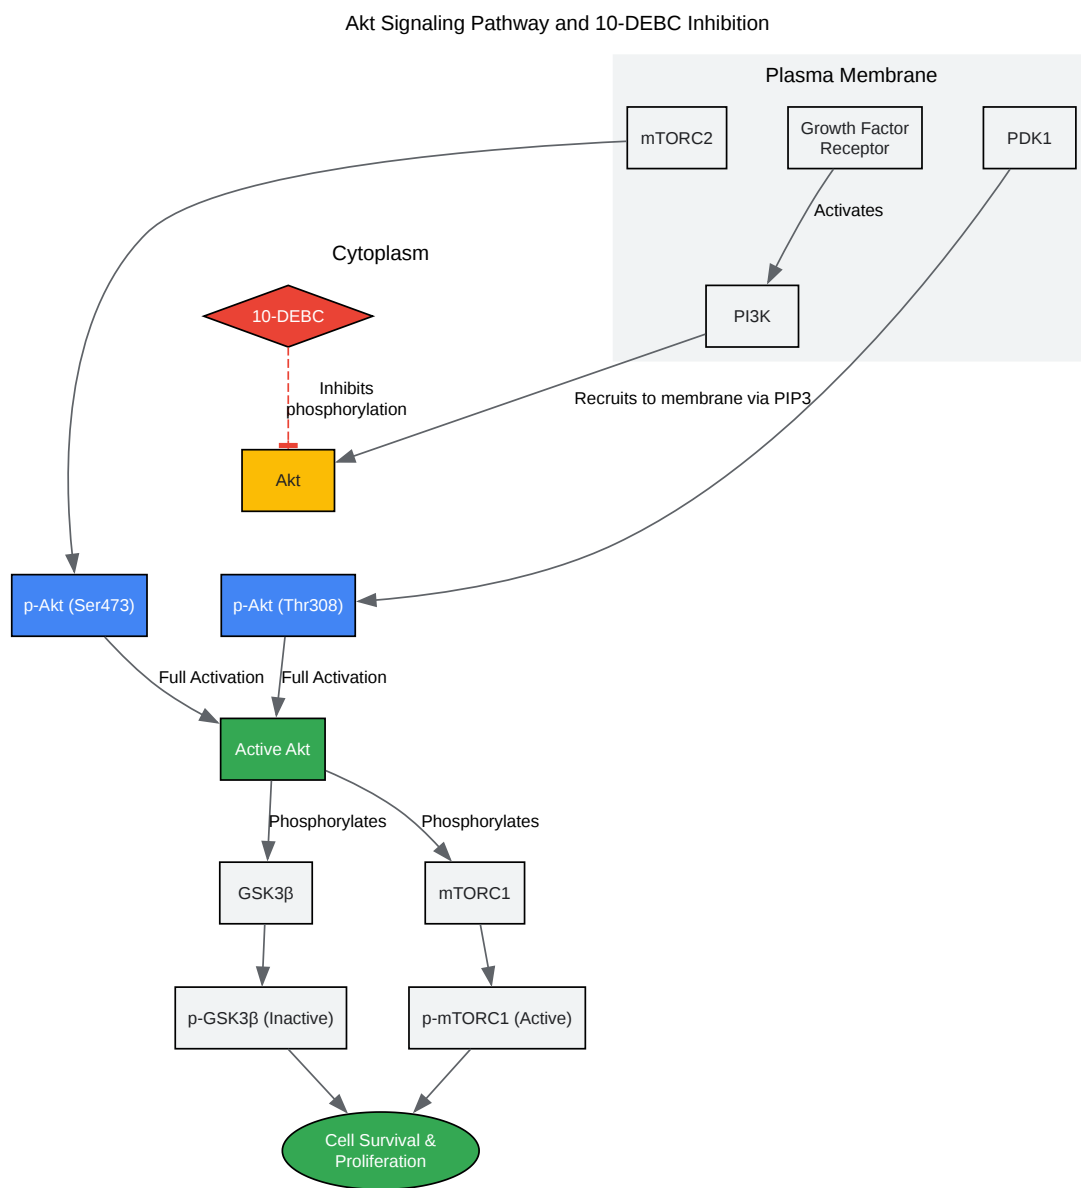 Akt Signaling Pathway and 10-DEBC Inhibition
Plasma Membrane
mTORC2
Growth Factor
Receptor
PDK1
Activates
Cytoplasm
10-DEBC
PI3K
Inhibits
phosphorylation
Recruits to membrane via PIP3
Akt
p-Akt (Ser473)
p-Akt (Thr308)
Full Activation
Full Activation
Active Akt
Phosphorylates
Phosphorylates
GSK3β
mTORC1
p-GSK3β (Inactive)
p-mTORC1 (Active)
Cell Survival &
Proliferation